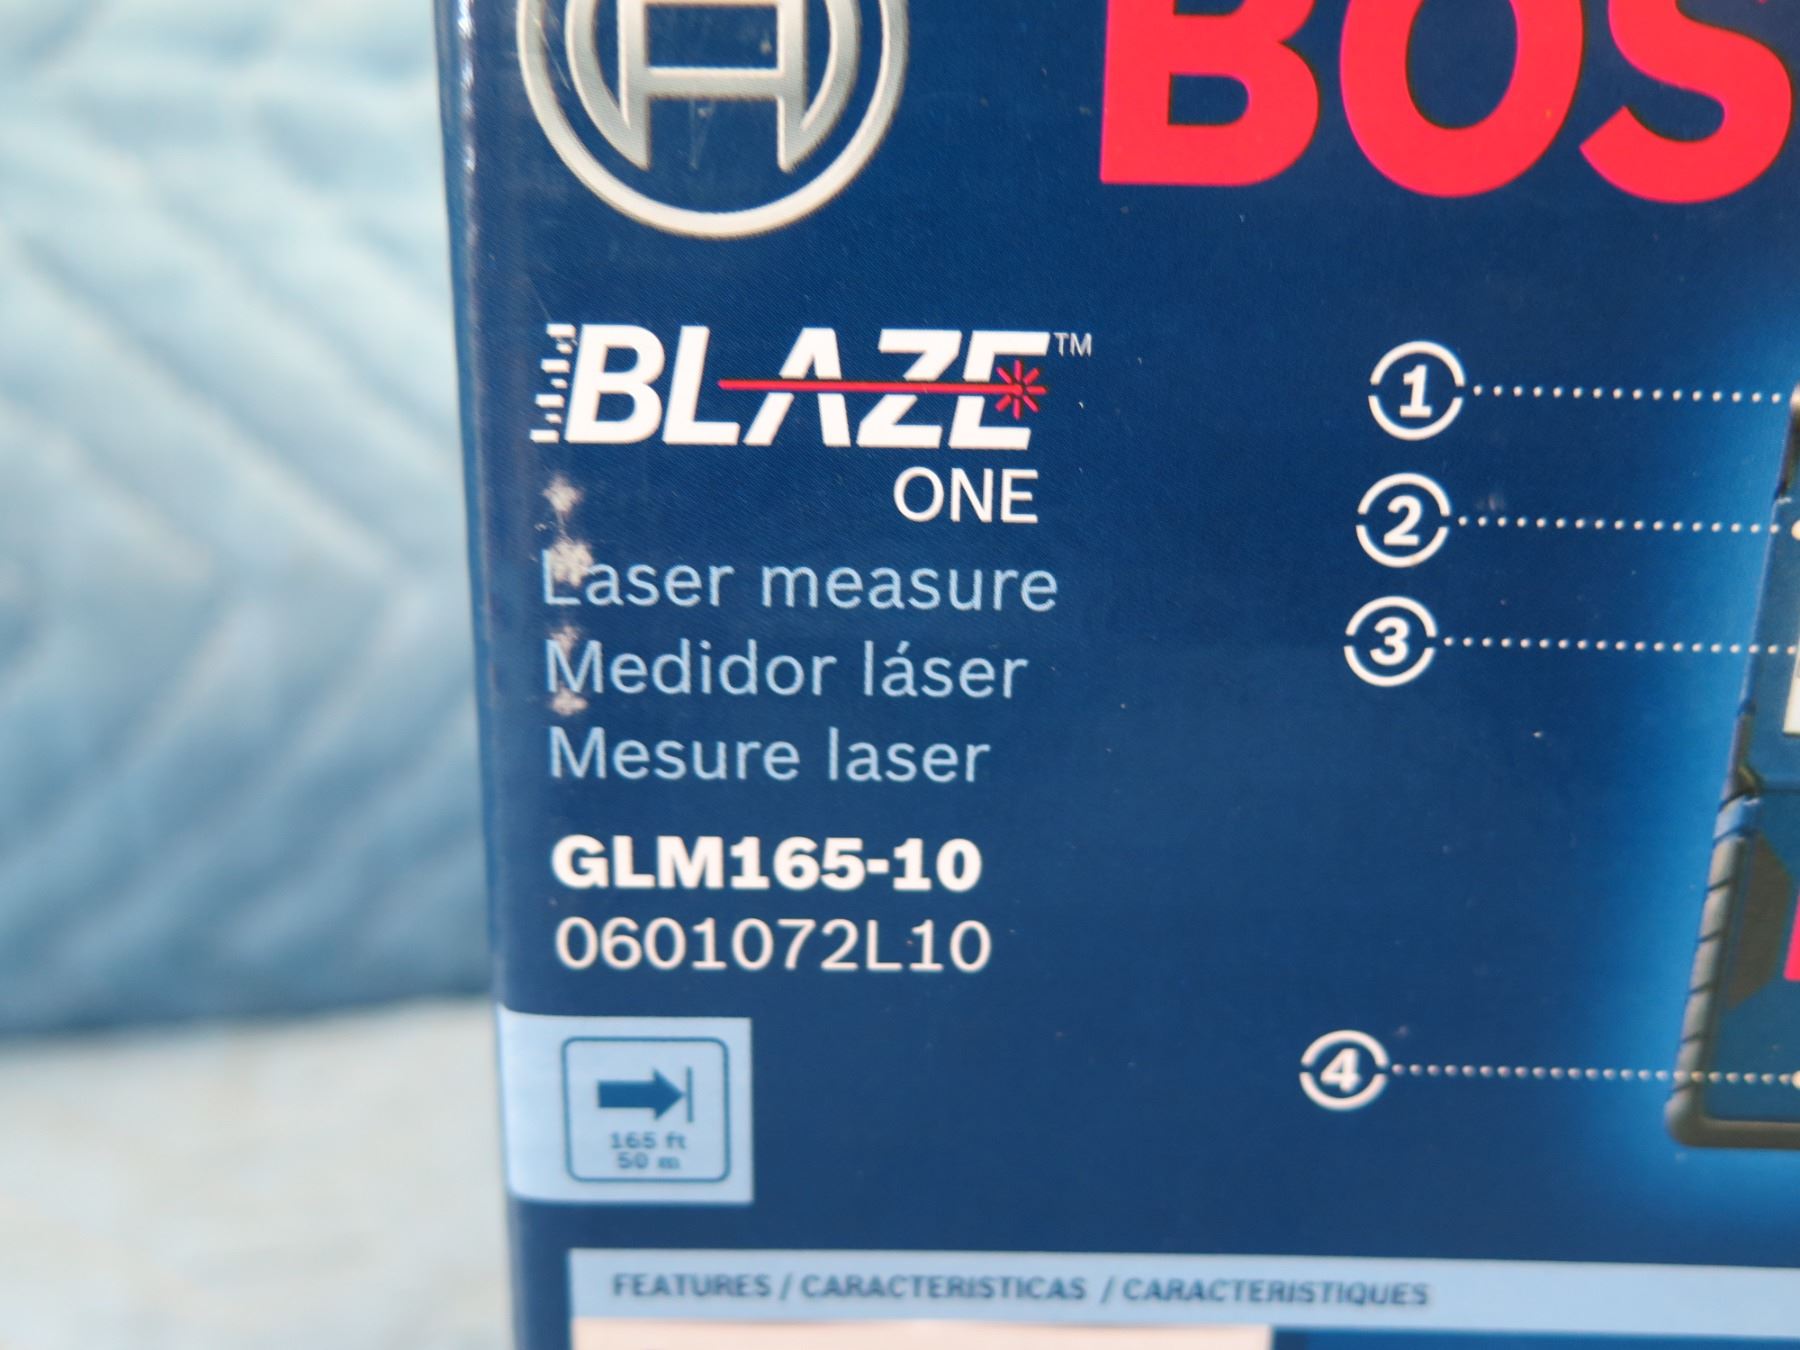 BOS
BLAZE™
ONE
Laser measure
Medidor láser
Mesure laser
GLM165-10
0601072L10
1
2
3
4
165 ft
50 m
FEATURES / CARACTERISTICAS / CARACTERISTIQUES